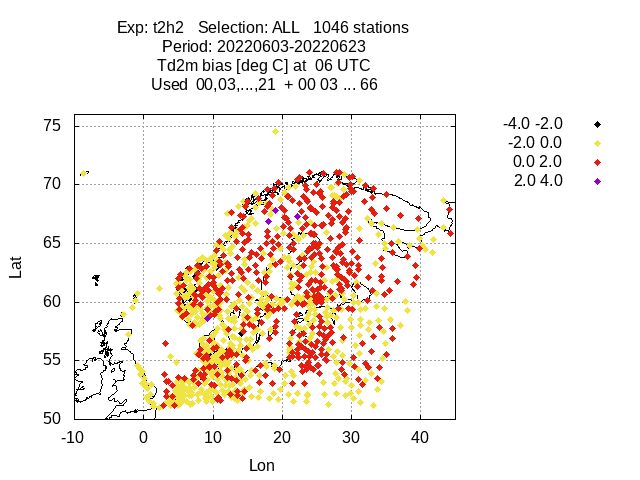 Exp: t2h2 Selection: ALL 1046 stations
Period: 20220603-20220623
Td2m bias [deg C] at 06 UTC
Used 00,03,...,21 + 00 03 ... 66
-4.0 -2.0
-2.0 0.0
0.0 2.0
2.0 4.0
75
70
65
60
55
50
Lat
-10 0 10 20 30 40
Lon